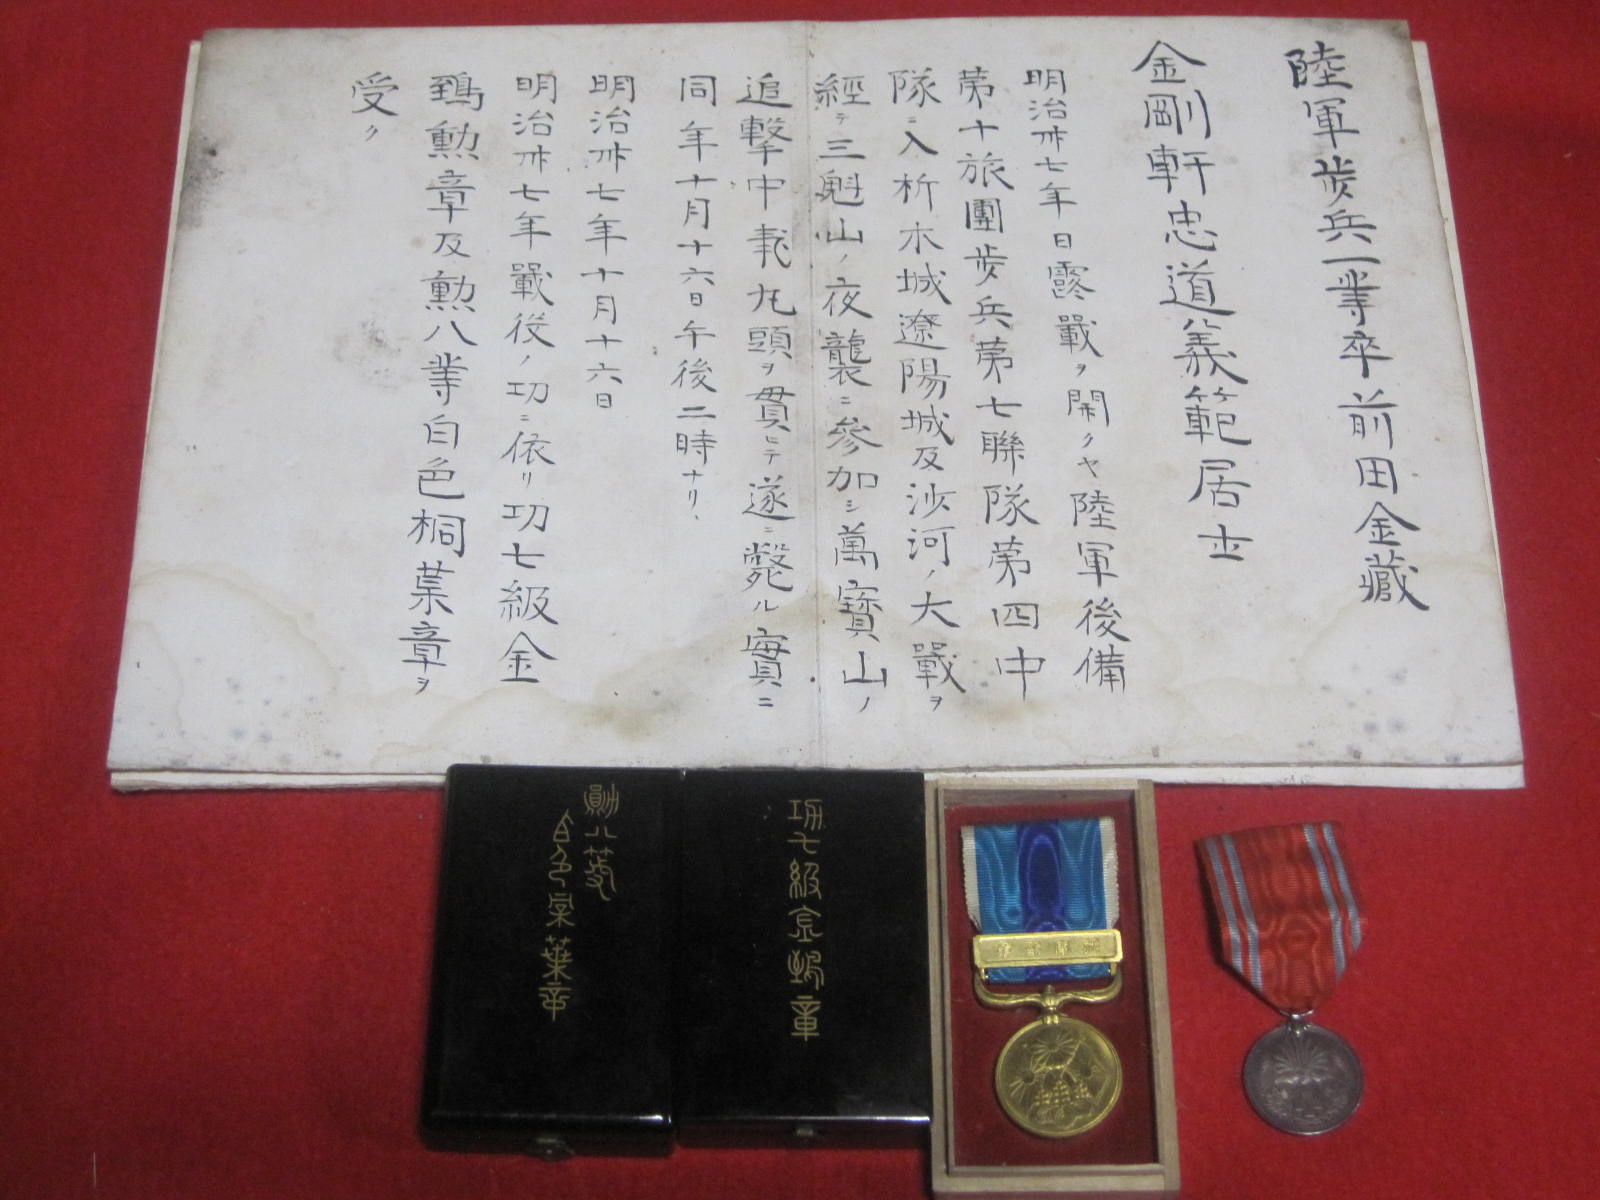 陸軍歩兵一等卒前田金藏
金剛軒忠道義範居士
明治卅七年日露戰ヲ開クヤ陸軍後備
第十旅團歩兵第七聯隊第四中
隊ニ入析木城遼陽城及沙河ノ大戰ヲ
經テ三魁山ノ夜襲ニ參加シ萬寶山ノ
追撃中敵丸頭ヲ貫ヒテ遂ニ斃ル實ニ
同年十月十六日午後二時ナリ、
明治卅七年十月十六日
明治卅七年戰役ノ功ニ依リ功七級金
鵄勲章及勲八等白色桐葉章ヲ
受ク
功七級金鵄章
勲八等
白色桐葉章